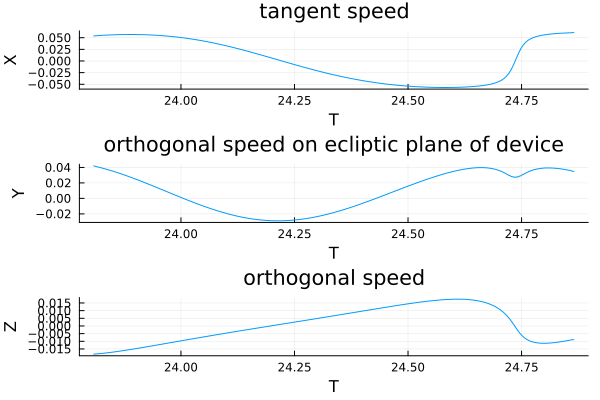 tangent speed
0.050
0.025
0.000
−0.025
−0.050
X
24.00 24.25 24.50 24.75
T
orthogonal speed on ecliptic plane of device
0.04
0.02
0.00
−0.02
Y
24.00 24.25 24.50 24.75
T
orthogonal speed
0.015
0.010
0.005
0.000
−0.005
−0.010
−0.015
Z
24.00 24.25 24.50 24.75
T